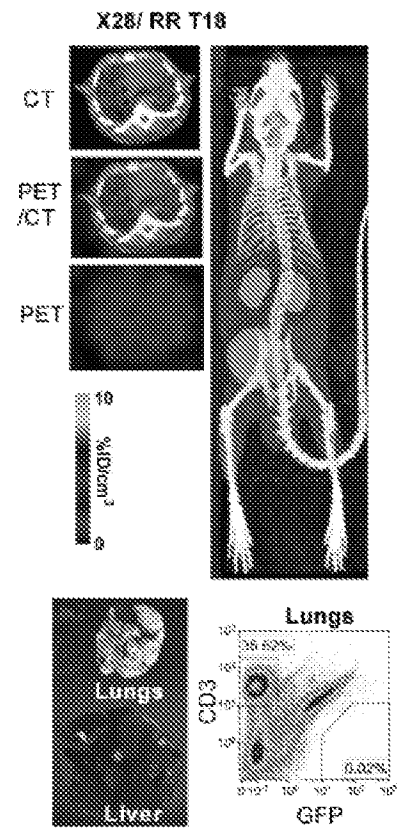 X28/ RR T18
CT
PET
/CT
PET
10
%ID/cm³
0
Lungs
Liver
Lungs
CD3
GFP
0.02%